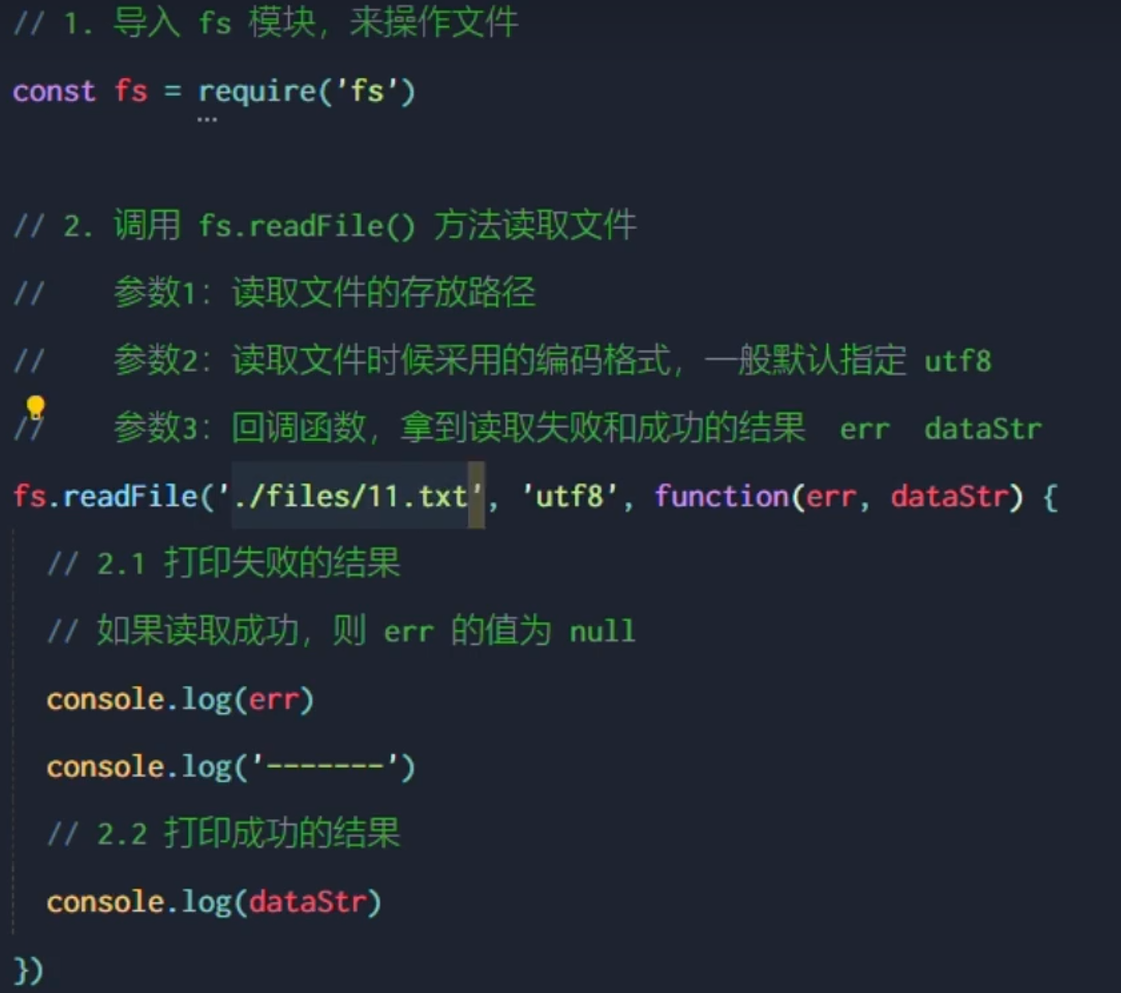 // 1. 导入 fs 模块，来操作文件
const fs = require('fs')
// 2. 调用 fs.readFile() 方法读取文件
//    参数1：读取文件的存放路径
//    参数2：读取文件时候采用的编码格式，一般默认指定 utf8
//    参数3：回调函数，拿到读取失败和成功的结果  err  dataStr
fs.readFile('./files/11.txt', 'utf8', function(err, dataStr) {
  // 2.1 打印失败的结果
  // 如果读取成功，则 err 的值为 null
  console.log(err)
  console.log('-------')
  // 2.2 打印成功的结果
  console.log(dataStr)
})